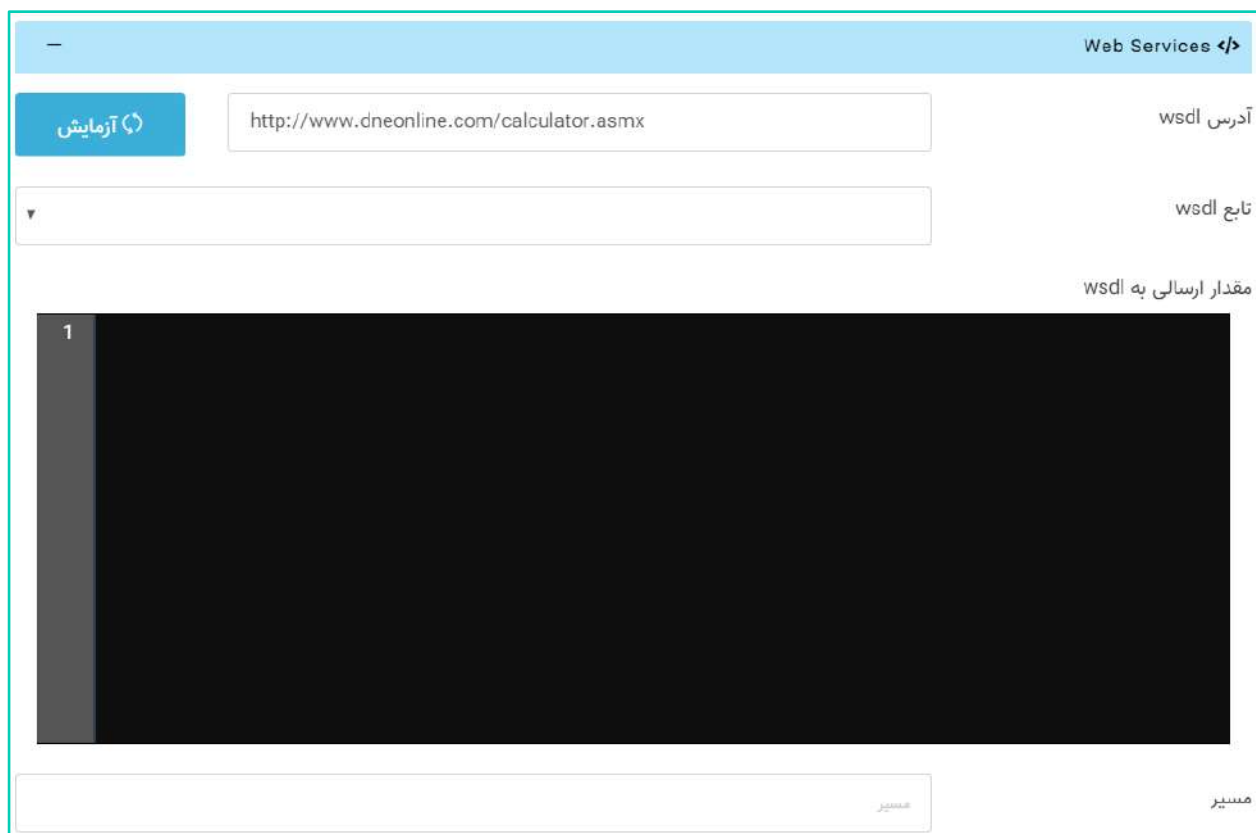 Web Services </>
آدرس wsdl
http://www.dneonline.com/calculator.asmx
آزمایش
تابع wsdl
مقدار ارسالی به wsdl
1
مسیر
مسیر